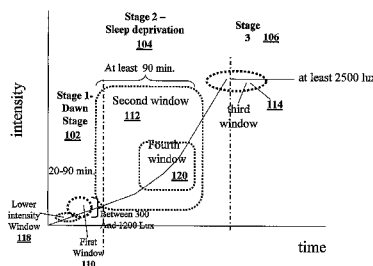 Stage 2 –
Sleep deprivation
104
Stage
3 106
At least 90 min.
at least 2500 lux
Stage 1-
Dawn
Stage
102
Second window
112
114
third
window
intensity
Fourth
window
120
20-90 min.
Lower
intensity
Window
118
Between 300
And 1200 Lux
First
Window
110
time